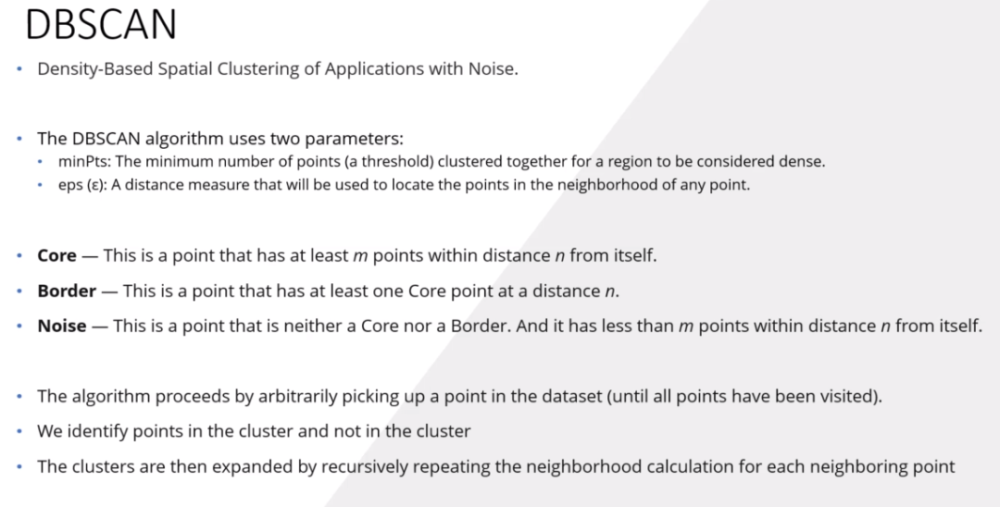 DBSCAN
• Density-Based Spatial Clustering of Applications with Noise.
• The DBSCAN algorithm uses two parameters:
• minPts: The minimum number of points (a threshold) clustered together for a region to be considered dense.
• eps (ε): A distance measure that will be used to locate the points in the neighborhood of any point.
• Core — This is a point that has at least m points within distance n from itself.
• Border — This is a point that has at least one Core point at a distance n.
• Noise — This is a point that is neither a Core nor a Border. And it has less than m points within distance n from itself.
• The algorithm proceeds by arbitrarily picking up a point in the dataset (until all points have been visited).
• We identify points in the cluster and not in the cluster
• The clusters are then expanded by recursively repeating the neighborhood calculation for each neighboring point